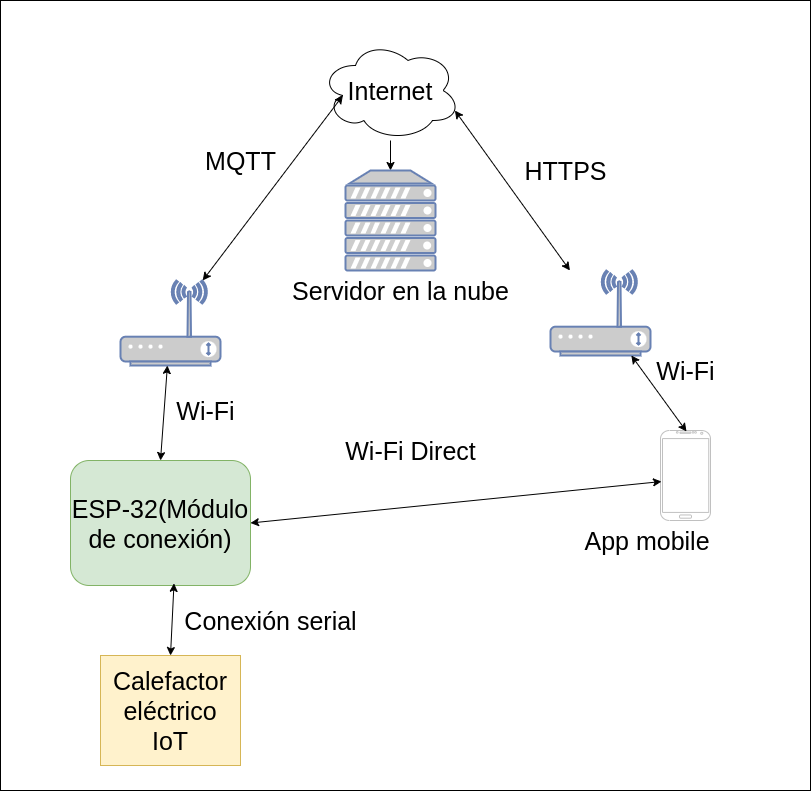 Internet
MQTT
HTTPS
Servidor en la nube
Wi-Fi
Wi-Fi
Wi-Fi Direct
ESP-32(Módulo
de conexión)
App mobile
Conexión serial
Calefactor
eléctrico
IoT